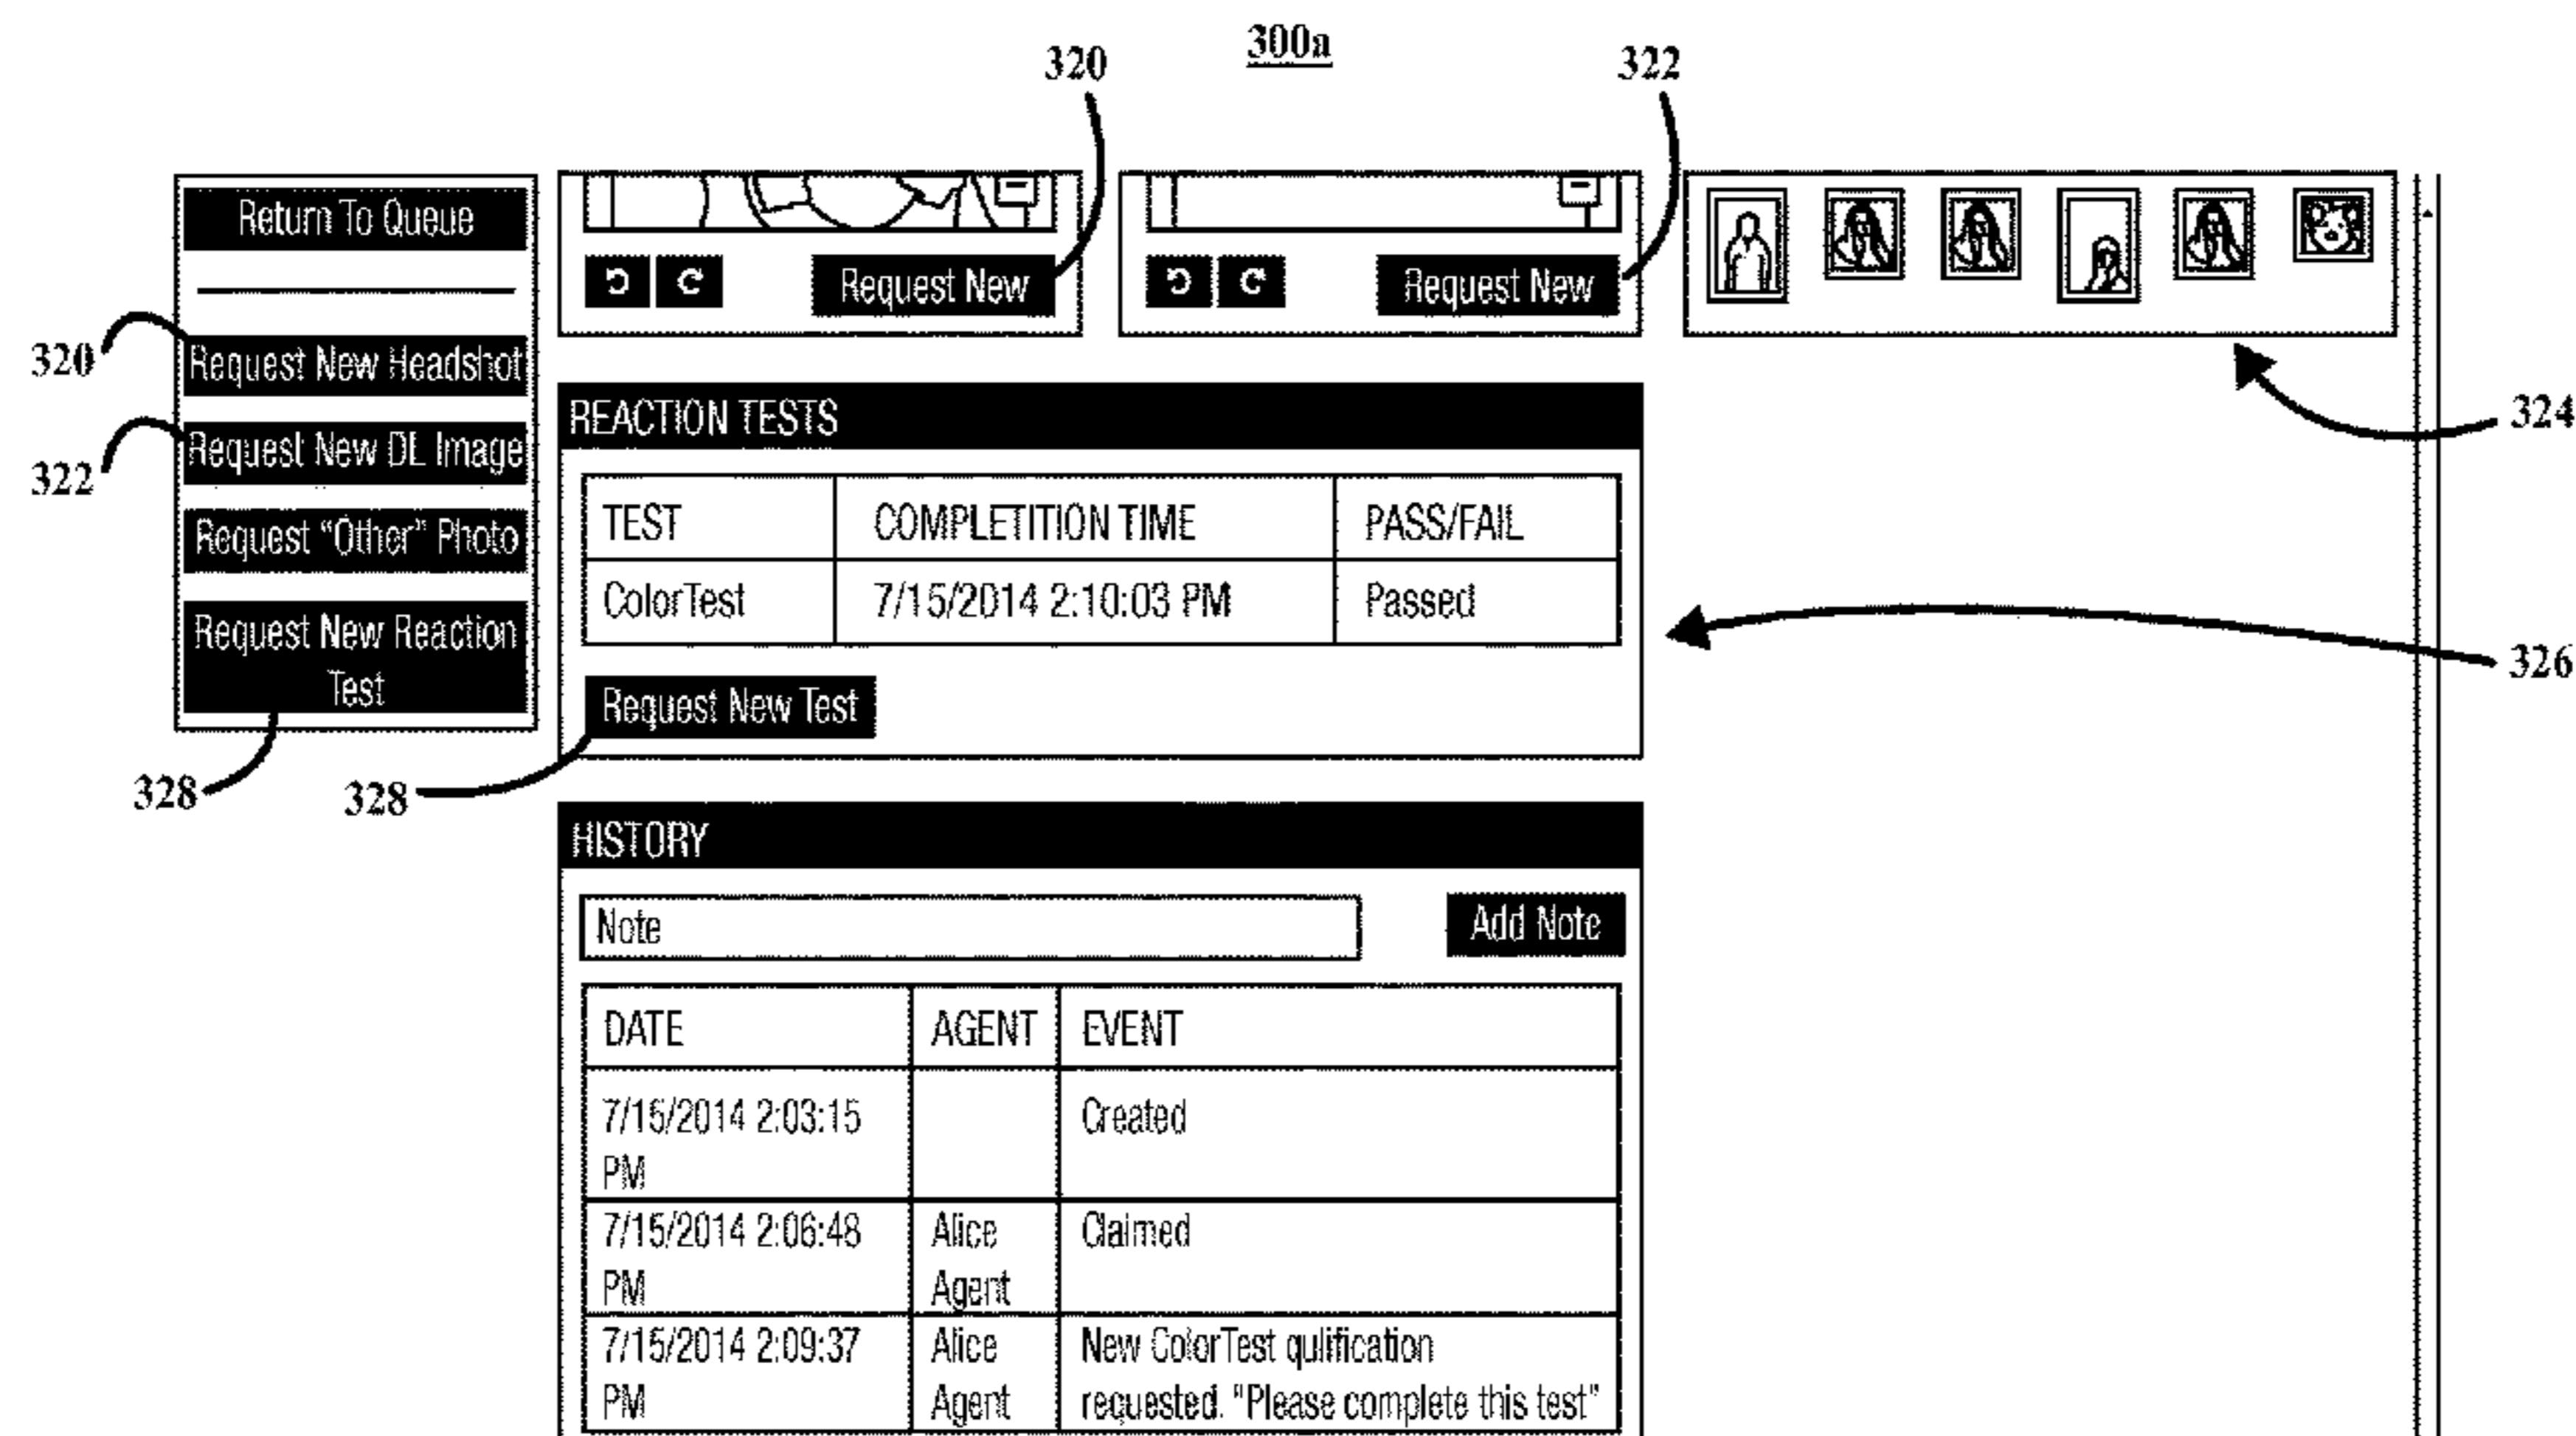 300a
320
322
Return To Queue
Request New
Request New
320
Request New Headshot
324
REACTION TESTS
322
Request New DL Image
TEST COMPLETITION TIME PASS/FAIL
Request “Other” Photo
ColorTest 7/15/2014 2:10:03 PM Passed
Request New Reaction
Test
326
Request New Test
328
328
HISTORY
Note
Add Note
DATE AGENT EVENT
7/15/2014 2:03:15 Created
PM
7/15/2014 2:06:48 Alice Claimed
PM Agent
7/15/2014 2:09:37 Alice New ColorTest qulification
PM Agent requested. "Please complete this test"